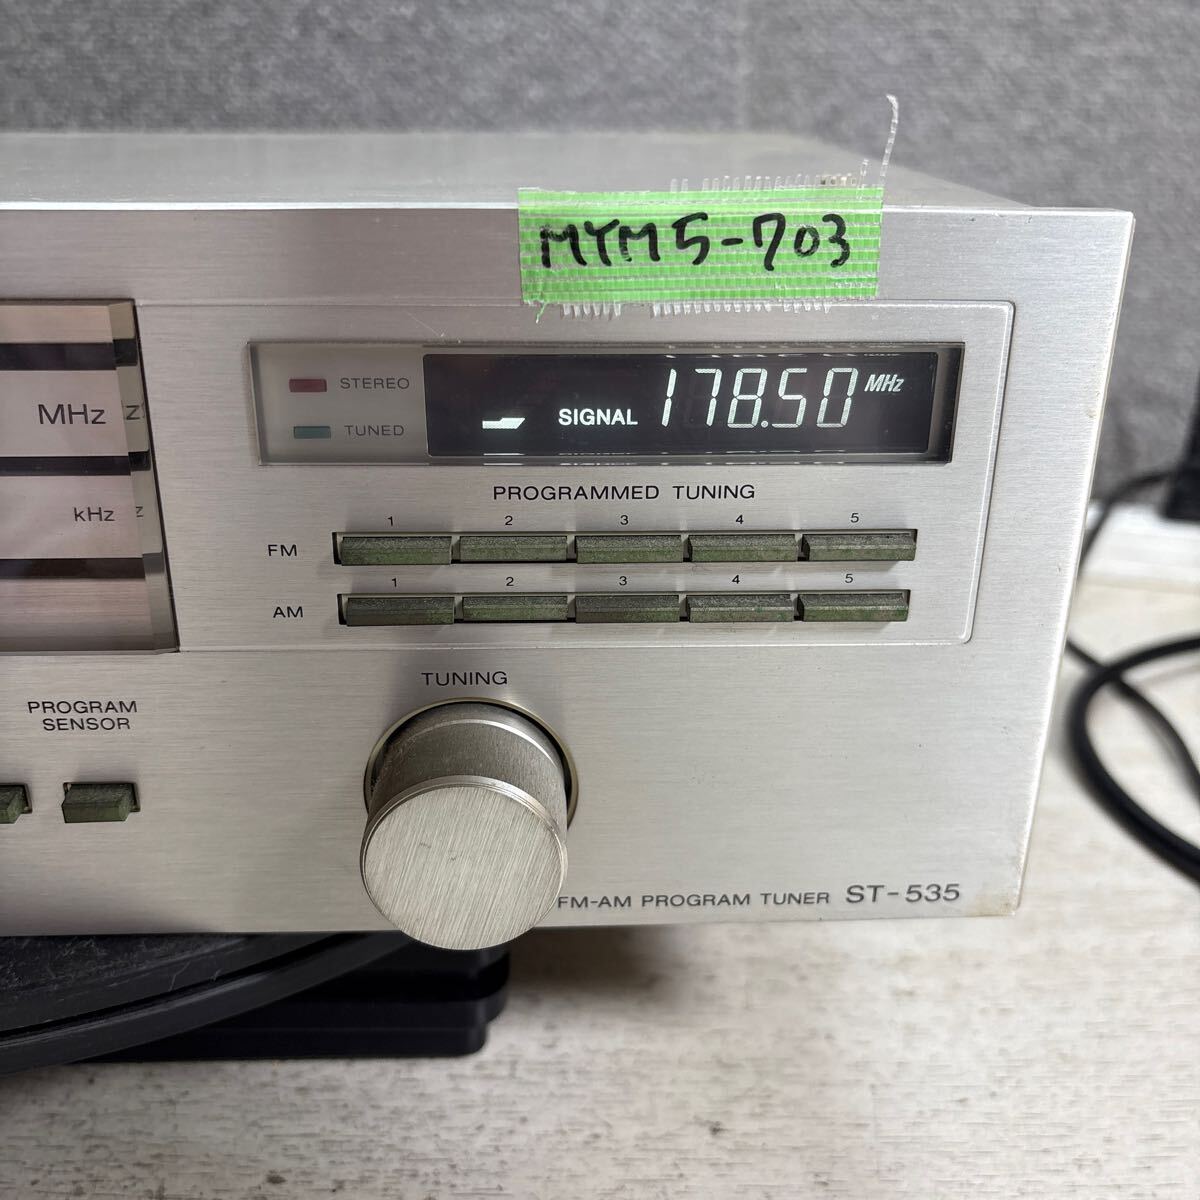 MYM5-703
STEREO
TUNED
SIGNAL 178.50 MHz
MHz
kHz
PROGRAMMED TUNING
1 2 3 4 5
FM
1 2 3 4 5
AM
TUNING
PROGRAM
SENSOR
FM-AM PROGRAM TUNER ST-535